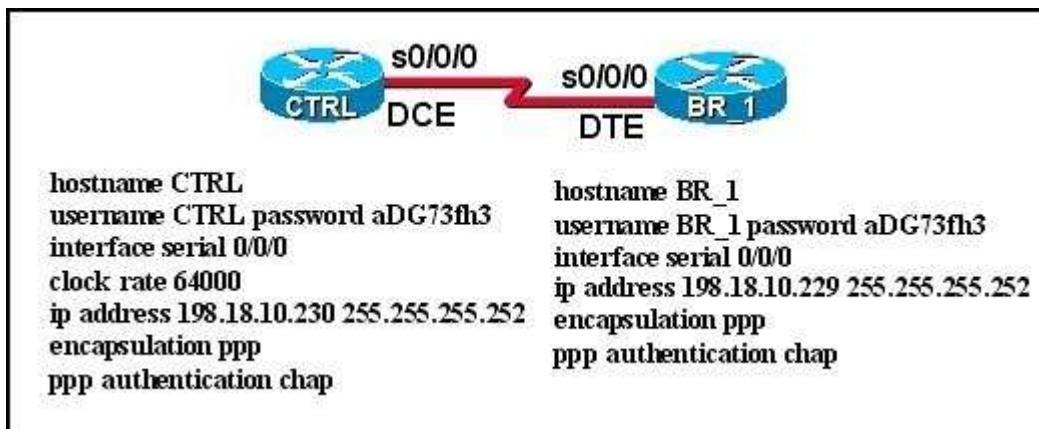 s0/0/0
s0/0/0
CTRL
DCE
DTE
BR_1
hostname CTRL
username CTRL password aDG73fh3
interface serial 0/0/0
clock rate 64000
ip address 198.18.10.230 255.255.255.252
encapsulation ppp
ppp authentication chap
hostname BR_1
username BR_1 password aDG73fh3
interface serial 0/0/0
ip address 198.18.10.229 255.255.255.252
encapsulation ppp
ppp authentication chap